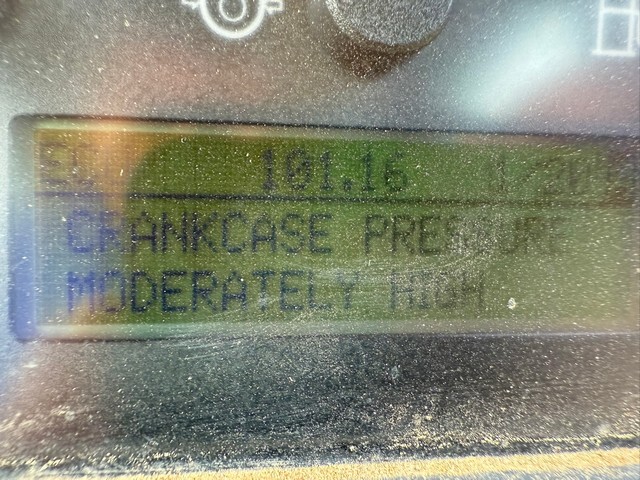 101.16
CRANKCASE PRESSURE
MODERATELY HIGH